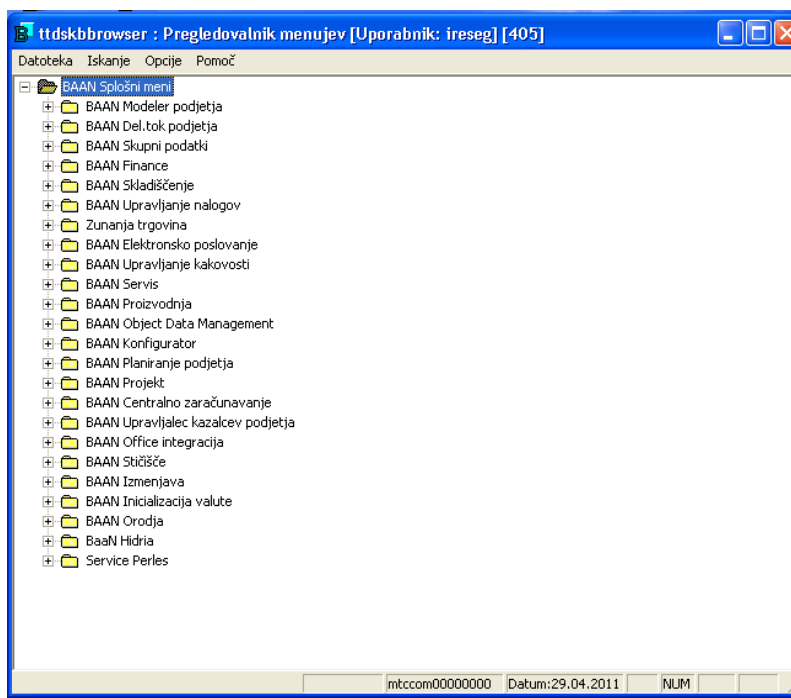 ttdskbbrowser : Pregledovalnik menujev [Uporabnik: ireseg] [405]
Datoteka Iskanje Opcije Pomoč
BAAN Splošni meni
BAAN Modeler podjetja
BAAN Del.tok podjetja
BAAN Skupni podatki
BAAN Finance
BAAN Skladiščenje
BAAN Upravljanje nalogov
Zunanja trgovina
BAAN Elektronsko poslovanje
BAAN Upravljanje kakovosti
BAAN Servis
BAAN Proizvodnja
BAAN Object Data Management
BAAN Konfigurator
BAAN Planiranje podjetja
BAAN Projekt
BAAN Centralno zaračunavanje
BAAN Upravljalec kazalcev podjetja
BAAN Office integracija
BAAN Stičišče
BAAN Izmenjava
BAAN Inicializacija valute
BAAN Orodja
BaaN Hidria
Service Perles
mtccom00000000 Datum:29.04.2011 NUM